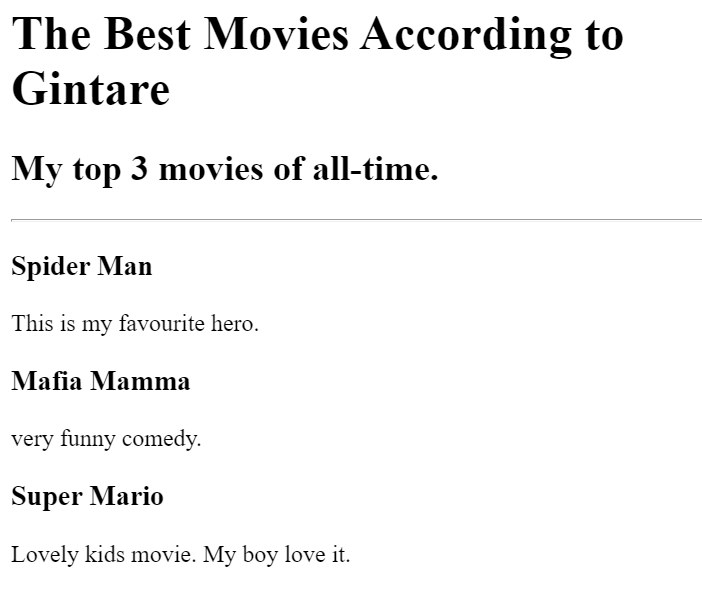 The Best Movies According to
Gintare
My top 3 movies of all-time.
Spider Man
This is my favourite hero.
Mafia Mamma
very funny comedy.
Super Mario
Lovely kids movie. My boy love it.